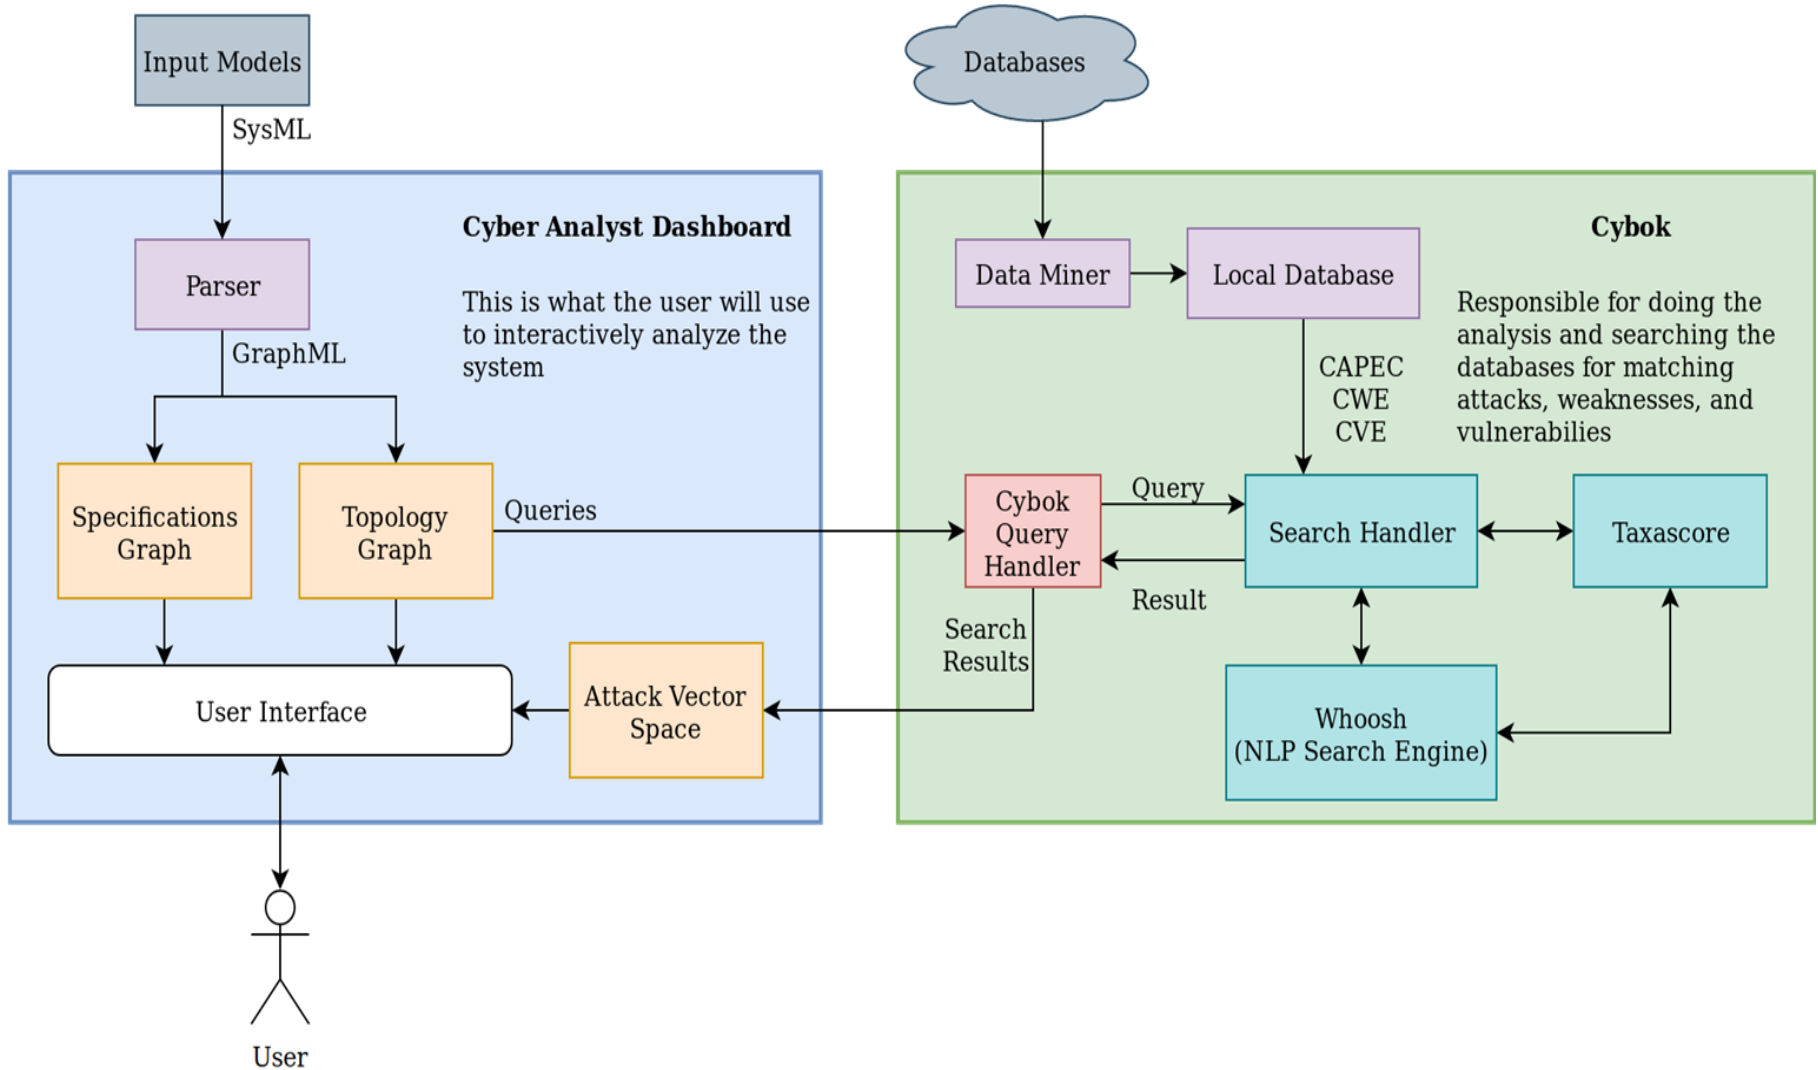 Input Models
Databases
SysML
Cyber Analyst Dashboard
This is what the user will use
to interactively analyze the
system
Parser
GraphML
Specifications
Graph
Topology
Graph
Queries
User Interface
Attack Vector
Space
User
Cybok
Responsible for doing the
analysis and searching the
databases for matching
attacks, weaknesses, and
vulnerabilies
Data Miner
Local Database
CAPEC
CWE
CVE
Cybok
Query
Handler
Query
Result
Search
Results
Search Handler
Taxascore
Whoosh
(NLP Search Engine)